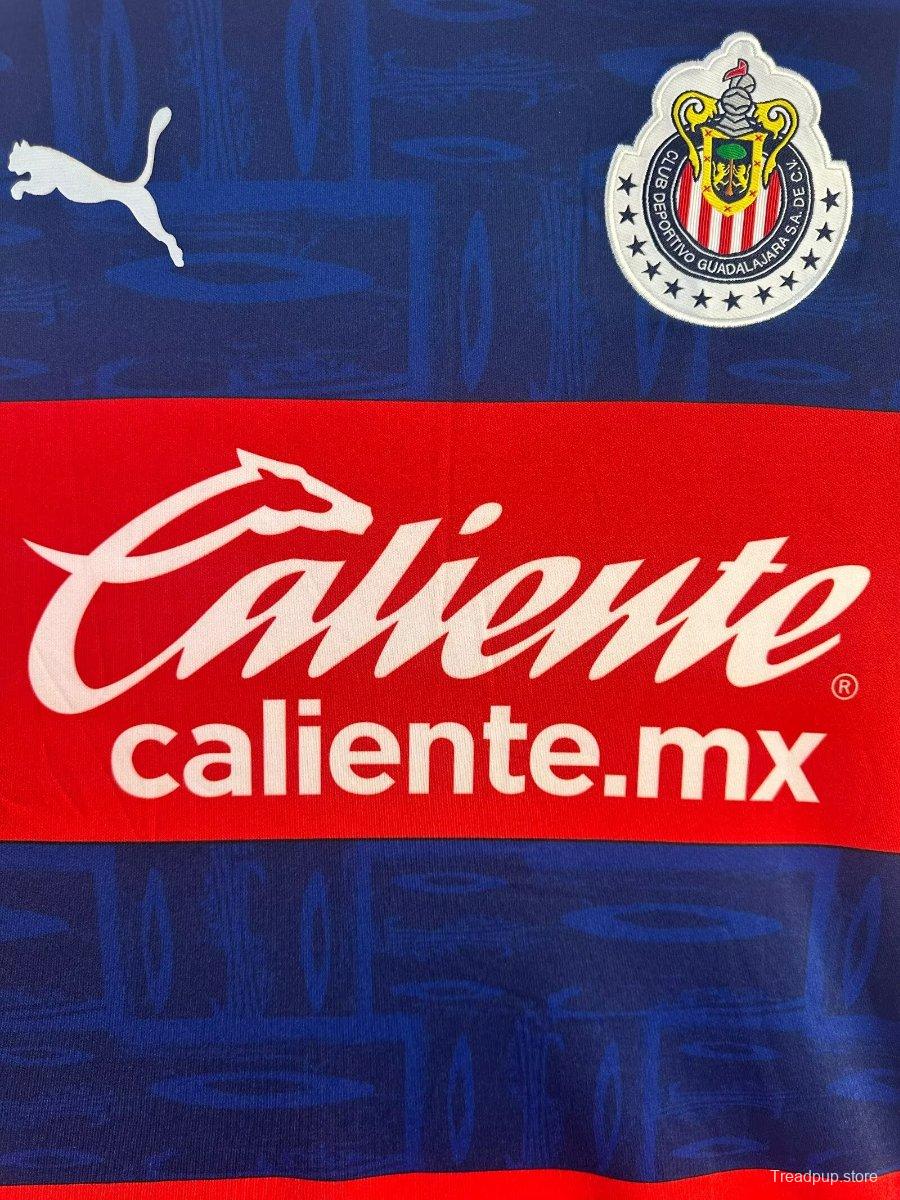 CLUB DEPORTIVO GUADALAJARA S.A. DE C.V.
Caliente®
caliente.mx
Treadpup.store